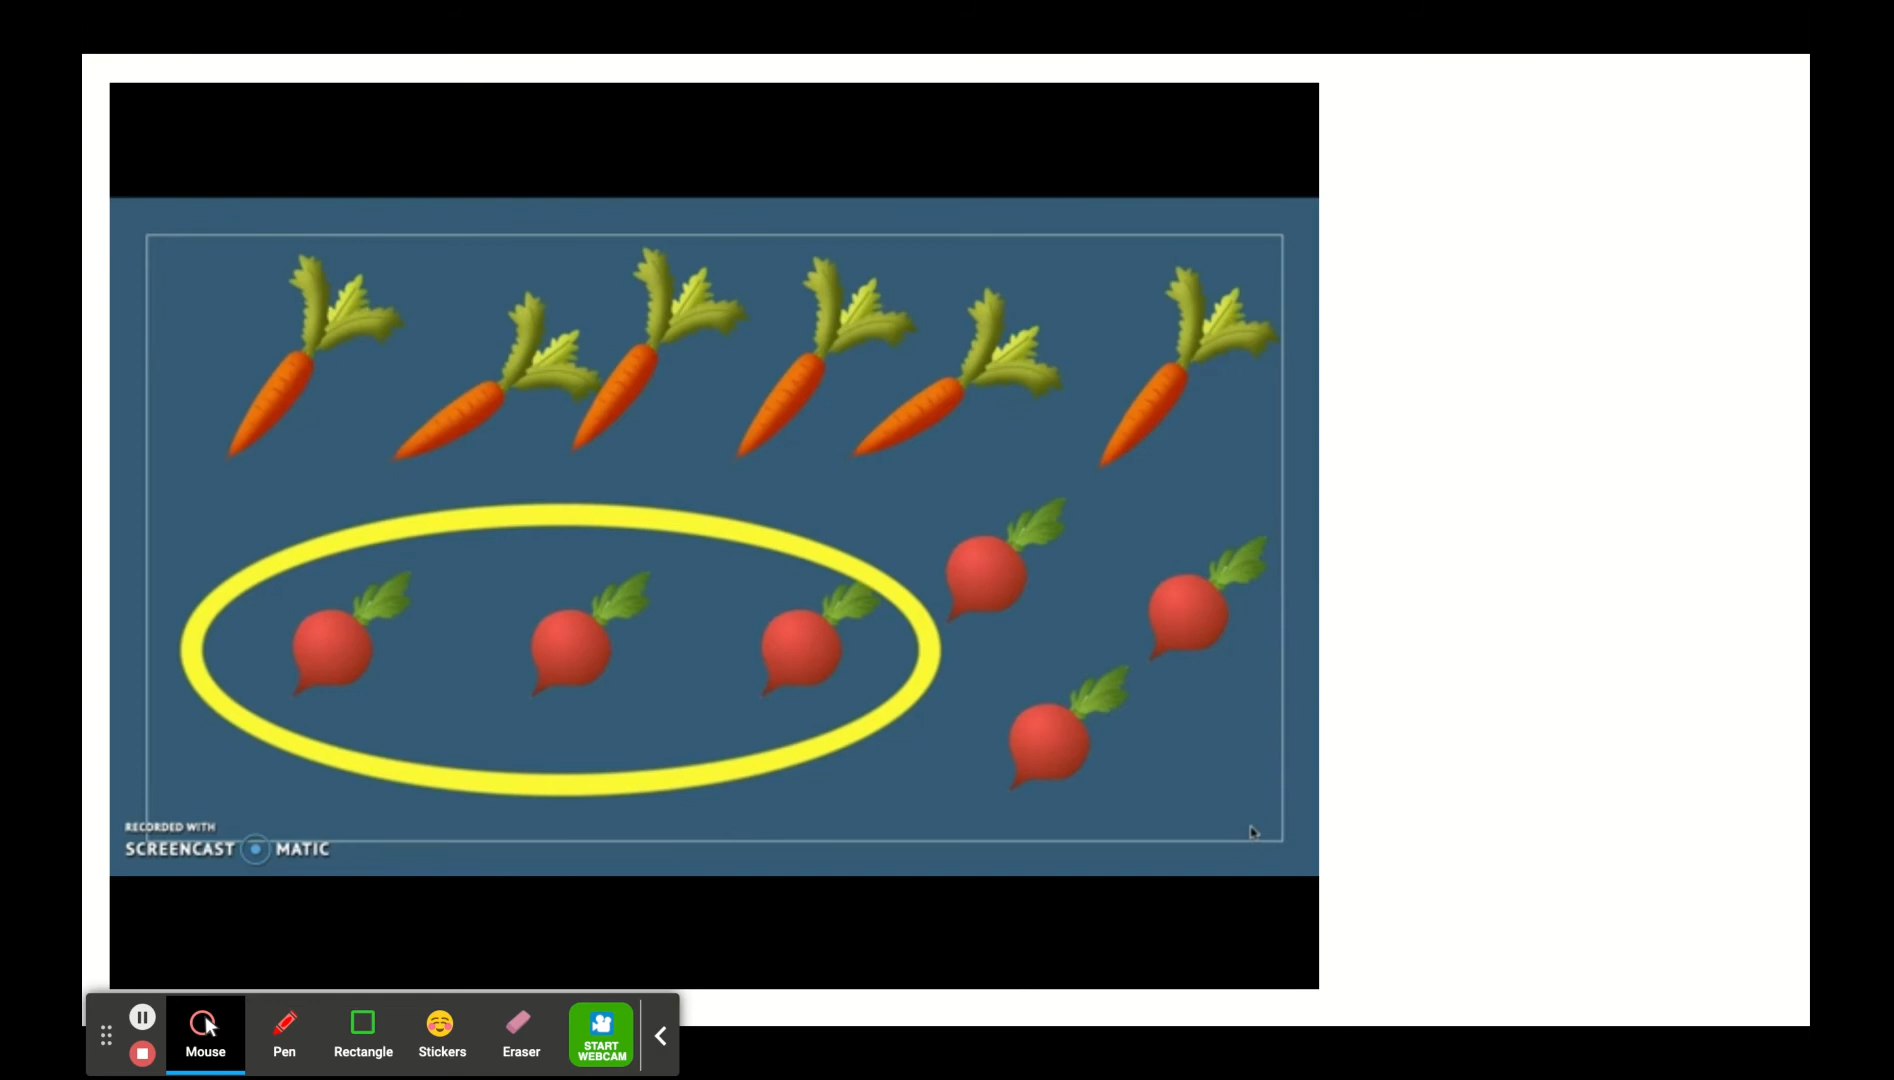 RECORDED WITH
SCREENCAST MATIC
Mouse
Pen
Rectangle
Stickers
Eraser
START
WEBCAM